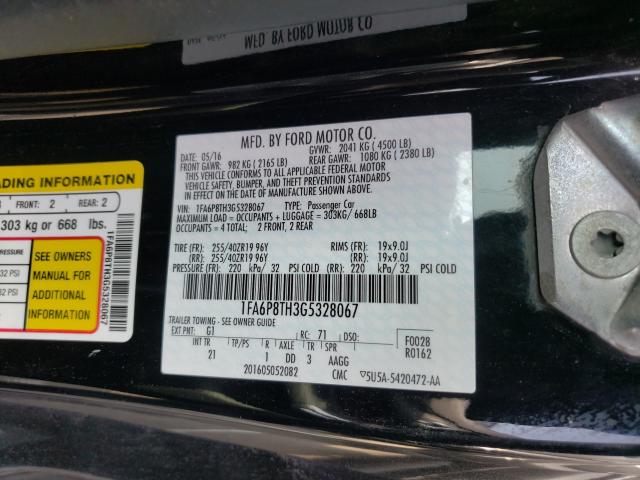 MFD. BY FORD MOTOR CO.
MFD. BY FORD MOTOR CO.
DATE: 05/16 GVWR: 2041 KG (4500 LB)
FRONT GAWR: 982 KG (2165 LB) REAR GAWR: 1080 KG (2380 LB)
THIS VEHICLE CONFORMS TO ALL APPLICABLE FEDERAL MOTOR
VEHICLE SAFETY, BUMPER, AND THEFT PREVENTION STANDARDS
IN EFFECT ON THE DATE OF MANUFACTURE SHOWN ABOVE.
VIN: 1FA6P8TH3G5328067 TYPE: Passenger Car
MAXIMUM LOAD = OCCUPANTS + LUGGAGE = 303KG/ 668LB
OCCUPANTS = 4 TOTAL; 2 FRONT, 2 REAR
TIRE (FR): 255/40ZR19 96Y RIMS (FR): 19x9.0J
TIRE (RR): 255/40ZR19 96Y (RR): 19x9.0J
PRESSURE (FR): 220 kPa/ 32 PSI COLD (RR): 220 kPa/ 32 PSI COLD
1FA6P8TH3G5328067
TRAILER TOWING - SEE OWNER GUIDE
EXT PNT: G1 RC: 71 DSO: F0028
INT TR TP/PS R AXLE TR SPR R0162
21 1 DD 3 AAGG
201605052082 CMC 5U5A-5420472-AA
ADING INFORMATION
FRONT: 2 REAR: 2
303 kg or 668 lbs.
PRESSURE SEE OWNERS
32 PSI MANUAL FOR
ADDITIONAL
32 PSI INFORMATION
1FA6P8TH3G5328067